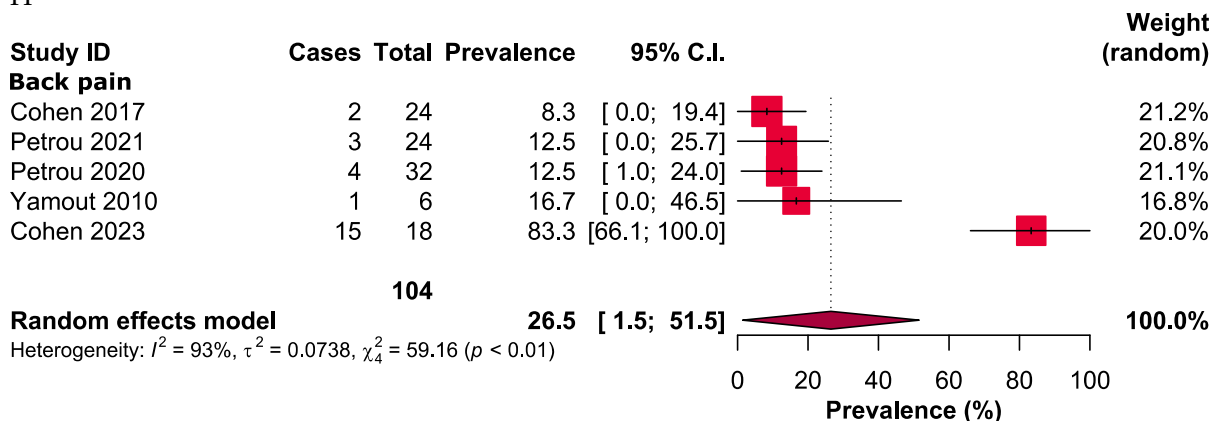 Weight
Study ID Cases Total Prevalence 95% C.I. (random)
Back pain
Cohen 2017 2 24 8.3 [ 0.0; 19.4] 21.2%
Petrou 2021 3 24 12.5 [ 0.0; 25.7] 20.8%
Petrou 2020 4 32 12.5 [ 1.0; 24.0] 21.1%
Yamout 2010 1 6 16.7 [ 0.0; 46.5] 16.8%
Cohen 2023 15 18 83.3 [66.1; 100.0] 20.0%
104
Random effects model 26.5 [ 1.5; 51.5] 100.0%
Heterogeneity: I² = 93%, τ² = 0.0738, χ²₄ = 59.16 (p < 0.01)
0 20 40 60 80 100
Prevalence (%)